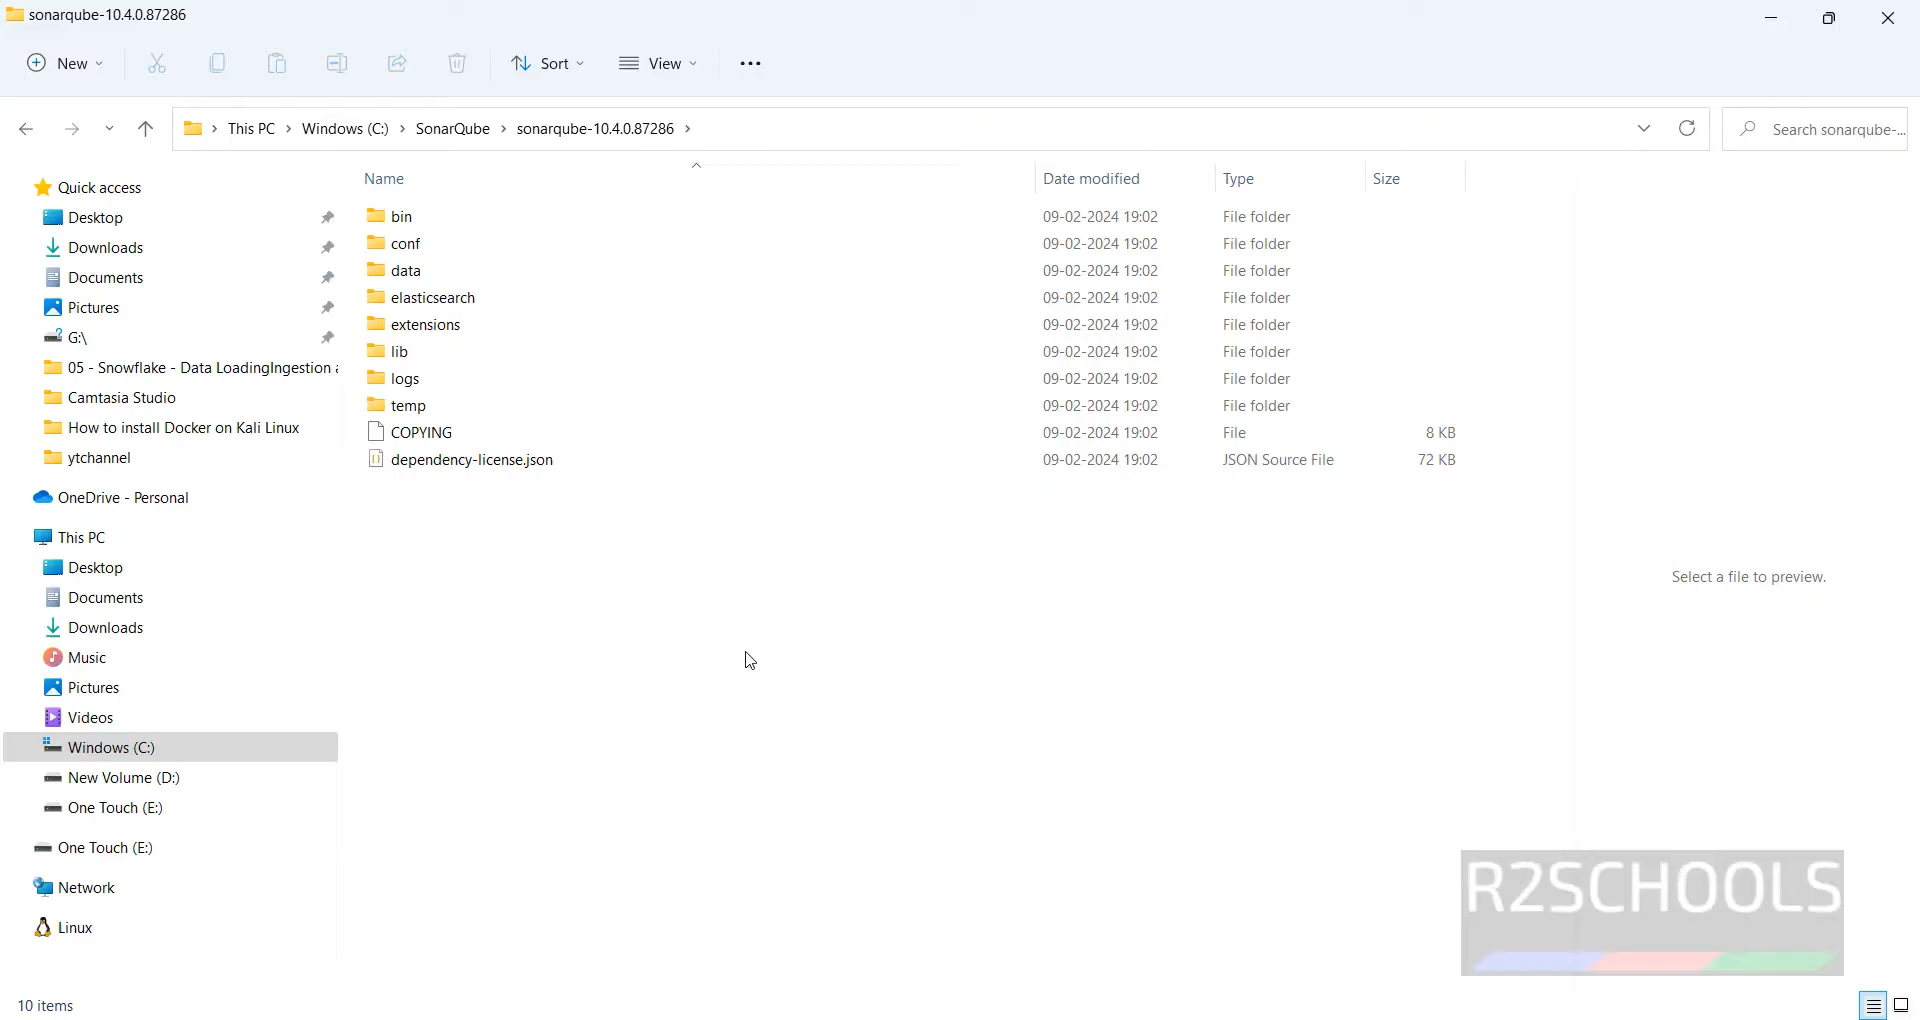 sonarqube-10.4.0.87286
New
Sort
View
This PC > Windows (C:) > SonarQube > sonarqube-10.4.0.87286 >
Search sonarqube-...
Name Date modified Type Size
bin 09-02-2024 19:02 File folder
conf 09-02-2024 19:02 File folder
data 09-02-2024 19:02 File folder
elasticsearch 09-02-2024 19:02 File folder
extensions 09-02-2024 19:02 File folder
lib 09-02-2024 19:02 File folder
logs 09-02-2024 19:02 File folder
temp 09-02-2024 19:02 File folder
COPYING 09-02-2024 19:02 File 8 KB
dependency-license.json 09-02-2024 19:02 JSON Source File 72 KB
Quick access
Desktop
Downloads
Documents
Pictures
G:\
05 - Snowflake - Data LoadingIngestion
Camtasia Studio
How to install Docker on Kali Linux
ytchannel
OneDrive - Personal
This PC
Desktop
Documents
Downloads
Music
Pictures
Videos
Windows (C:)
New Volume (D:)
One Touch (E:)
One Touch (E:)
Network
Linux
Select a file to preview.
R2SCHOOLS
10 items